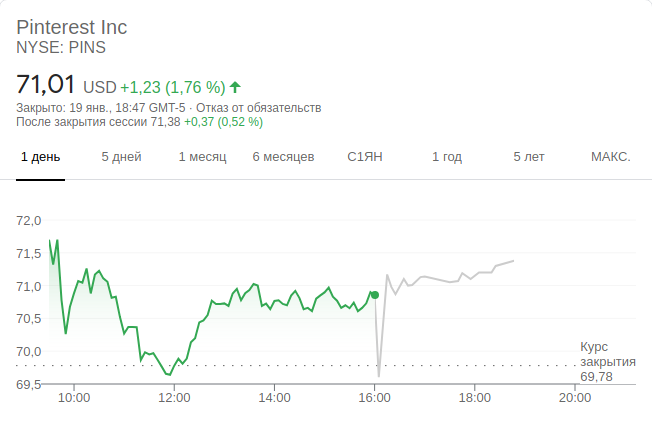 Pinterest Inc
NYSE: PINS
71,01 USD +1,23 (1,76 %)
Закрыто: 19 янв., 18:47 GMT-5 · Отказ от обязательств
После закрытия сессии 71,38 +0,37 (0,52 %)
1 день 5 дней 1 месяц 6 месяцев С1ЯН 1 год 5 лет МАКС.
72,0
71,5
71,0
70,5
70,0
69,5
Курс
закрытия
69,78
10:00 12:00 14:00 16:00 18:00 20:00